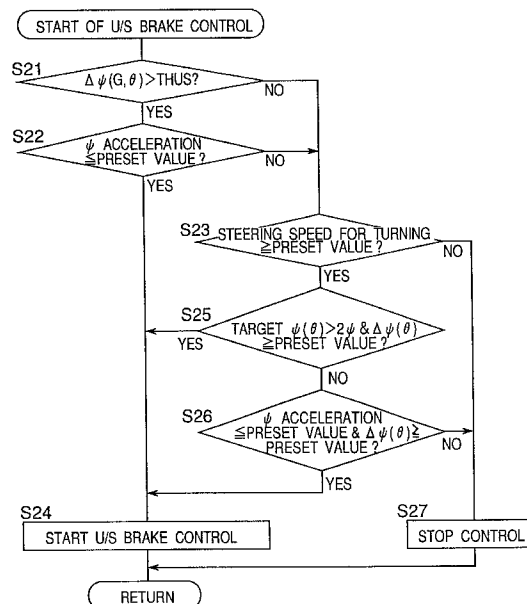 START OF U/S BRAKE CONTROL
S21
Δψ(G,θ)>THUS?
NO
YES
S22
ψ ACCELERATION
≦PRESET VALUE?
NO
YES
S23
STEERING SPEED FOR TURNING
≧PRESET VALUE?
NO
YES
S25
TARGET ψ(θ)>2ψ & Δψ(θ)
≧PRESET VALUE?
YES
NO
S26
ψ ACCELERATION
≦PRESET VALUE & Δψ(θ)≧
PRESET VALUE?
NO
YES
S24
START U/S BRAKE CONTROL
S27
STOP CONTROL
RETURN